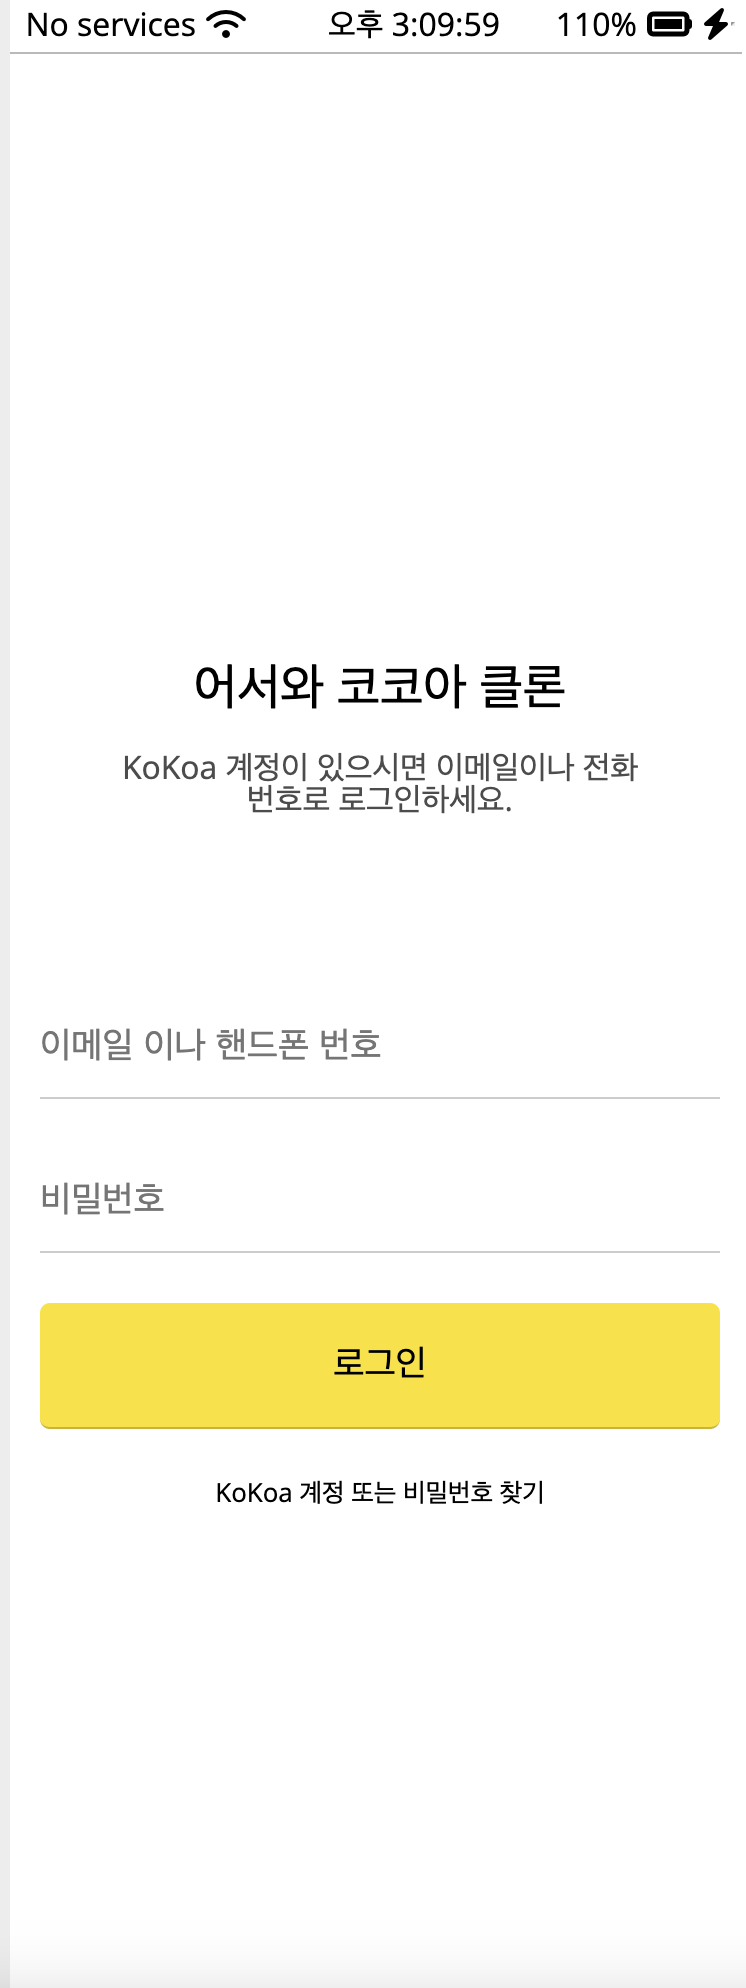 No services 오후 3:09:59 110%
어서와 코코아 클론
KoKoa 계정이 있으시면 이메일이나 전화
번호로 로그인하세요.
이메일 이나 핸드폰 번호
비밀번호
로그인
KoKoa 계정 또는 비밀번호 찾기